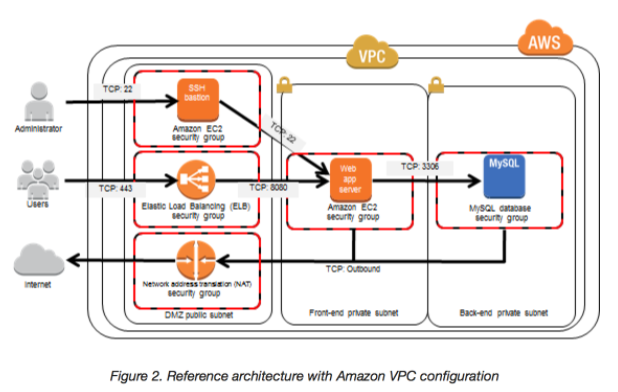 AWS
VPC
Administrator
TCP: 22
SSH
bastion
Amazon EC2
security group
TCP: 22
Users
TCP: 443
Elastic Load Balancing (ELB)
security group
TCP: 8080
Web
app
server
Amazon EC2
security group
TCP: 3306
MySQL
MySQL database
security group
Internet
Network address translation (NAT)
security group
TCP: Outbound
DMZ public subnet
Front-end private subnet
Back-end private subnet
Figure 2. Reference architecture with Amazon VPC configuration